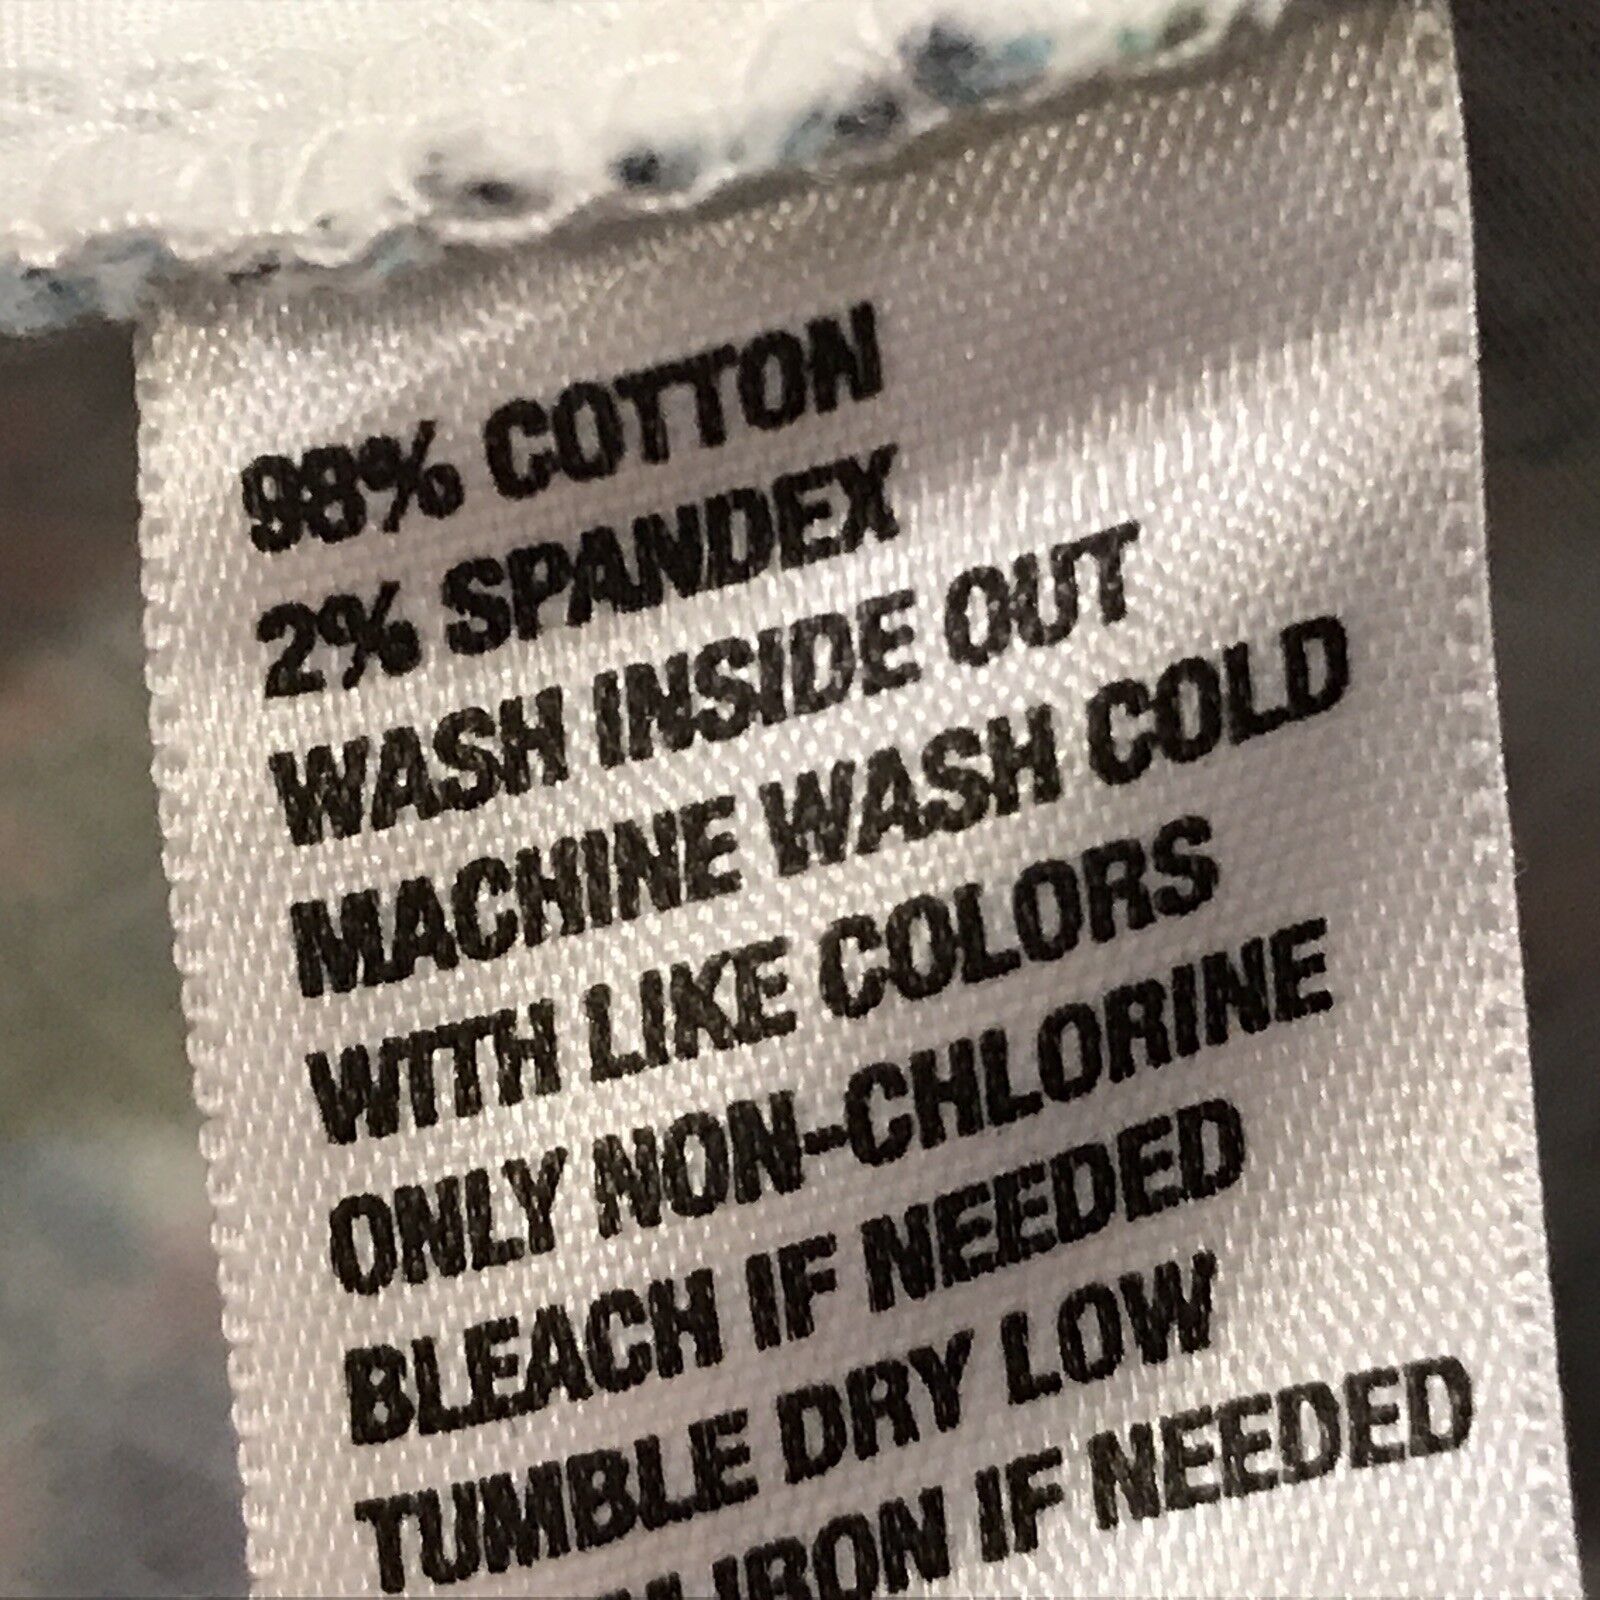 98% COTTON
2% SPANDEX
WASH INSIDE OUT
MACHINE WASH COLD
WITH LIKE COLORS
ONLY NON-CHLORINE
BLEACH IF NEEDED
TUMBLE DRY LOW
IRON IF NEEDED